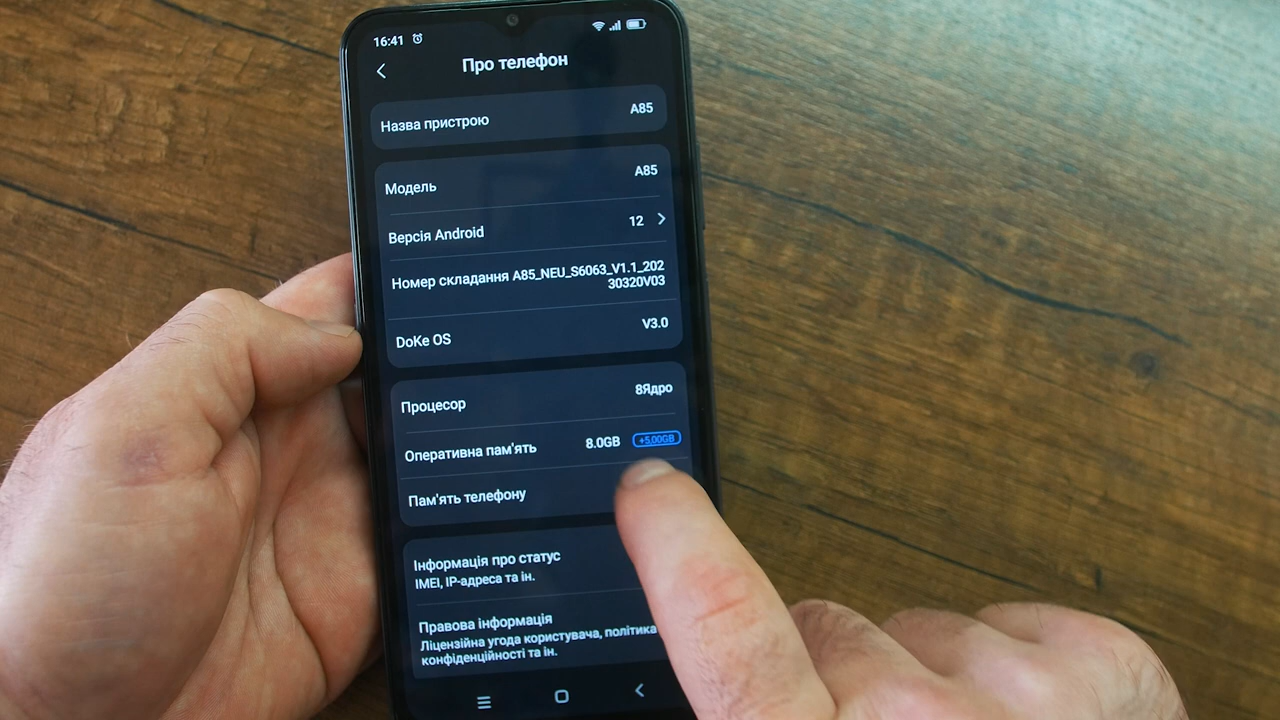 16:41
Про телефон
Назва пристрою A85
Модель A85
Версія Android 12
Номер складання A85_NEU_S6063_V1.1_202
30320V03
DoKe OS V3.0
Процесор 8Ядро
Оперативна пам'ять 8.0GB +5.00GB
Пам'ять телефону
Інформація про статус
IMEI, IP-адреса та ін.
Правова інформація
Ліцензійна угода користувача, політика
конфіденційності та ін.